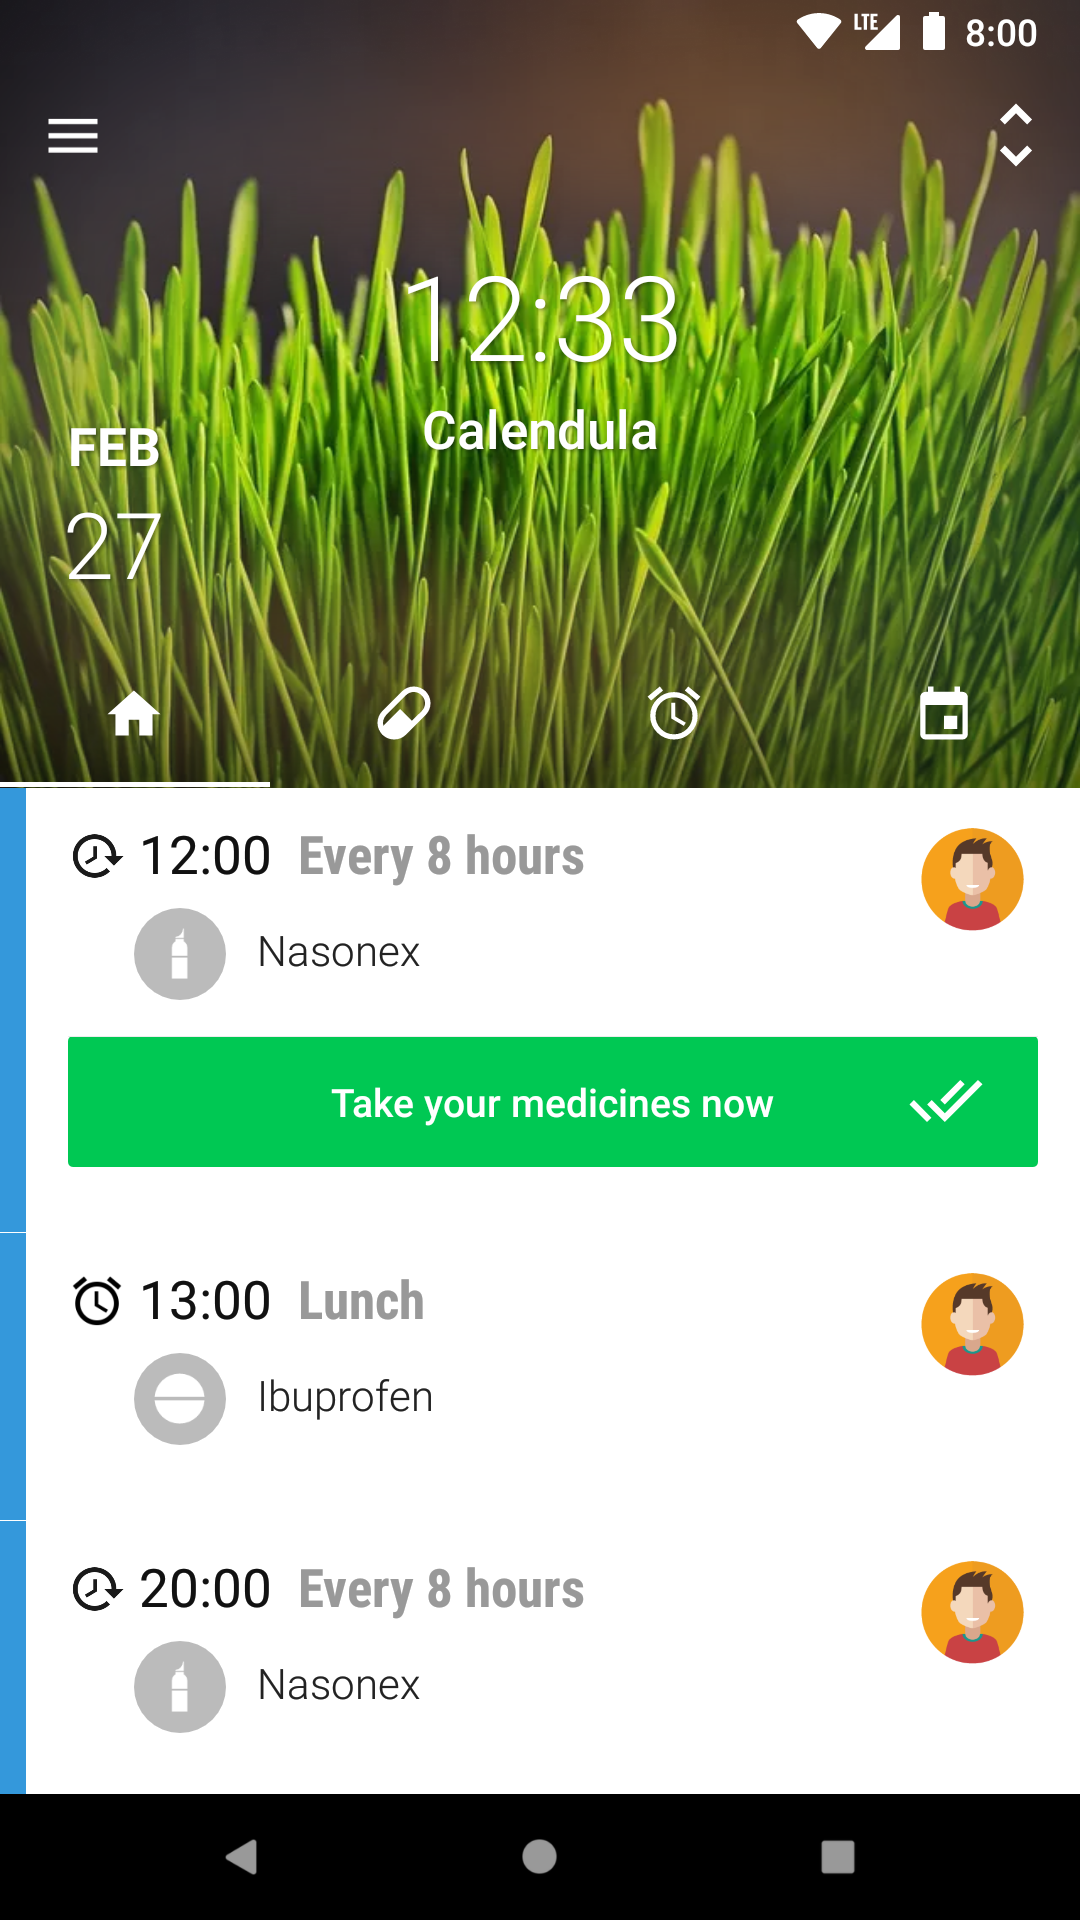 LTE 8:00
12:33
Calendula
FEB
27
12:00 Every 8 hours
Nasonex
Take your medicines now
13:00 Lunch
Ibuprofen
20:00 Every 8 hours
Nasonex